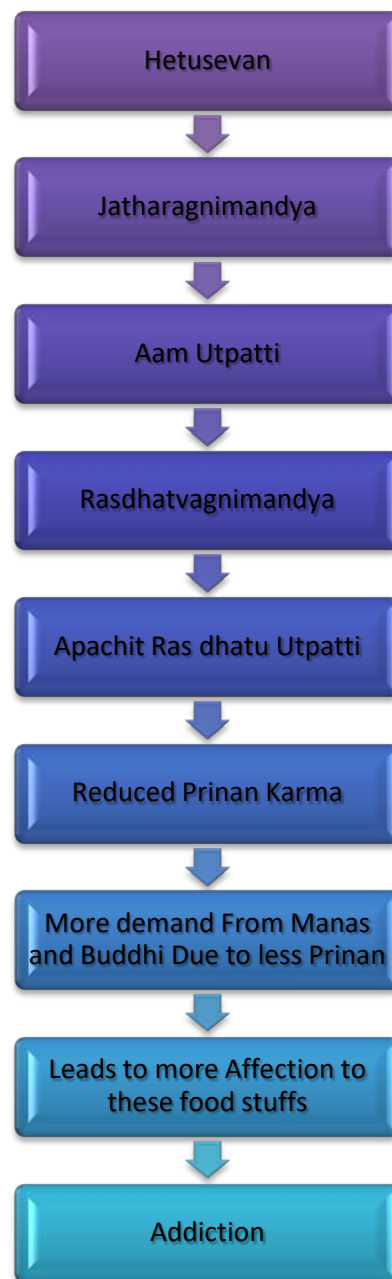 Hetusevan
Jatharagnimandya
Aam Utpatti
Rasdhatvagnimandya
Apachit Ras dhatu Utpatti
Reduced Prinan Karma
More demand From Manas
and Buddhi Due to less Prinan
Leads to more Affection to
these food stuffs
Addiction